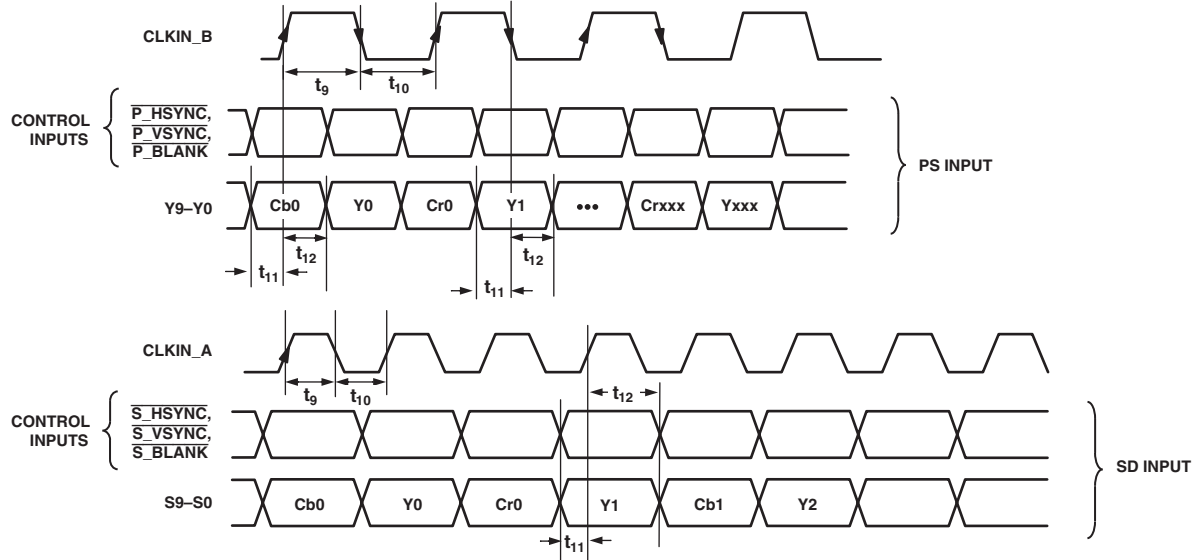 CLKIN_B
t9
t10
CONTROL INPUTS
P_HSYNC,
P_VSYNC,
P_BLANK
PS INPUT
Y9–Y0
Cb0
Y0
Cr0
Y1
•••
Crxxx
Yxxx
t12
t12
t11
t11
CLKIN_A
t9
t10
t12
CONTROL INPUTS
S_HSYNC,
S_VSYNC,
S_BLANK
SD INPUT
S9–S0
Cb0
Y0
Cr0
Y1
Cb1
Y2
t11